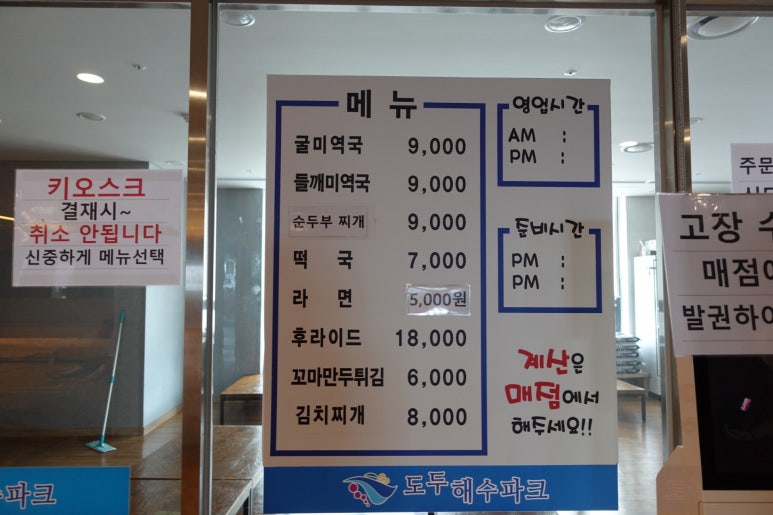 키오스크
결재시~
취소 안됩니다
신중하게 메뉴선택
수파크
메 뉴
굴미역국 9,000
들깨미역국 9,000
순두부 찌개 9,000
떡 국 7,000
라 면 5,000원
후라이드 18,000
꼬마만두튀김 6,000
김치찌개 8,000
영업시간
AM :
PM :
준비시간
PM :
PM :
계산은
매점에서
해주세요!!
도두해수파크
주문
고장 수
매점에
발권하이